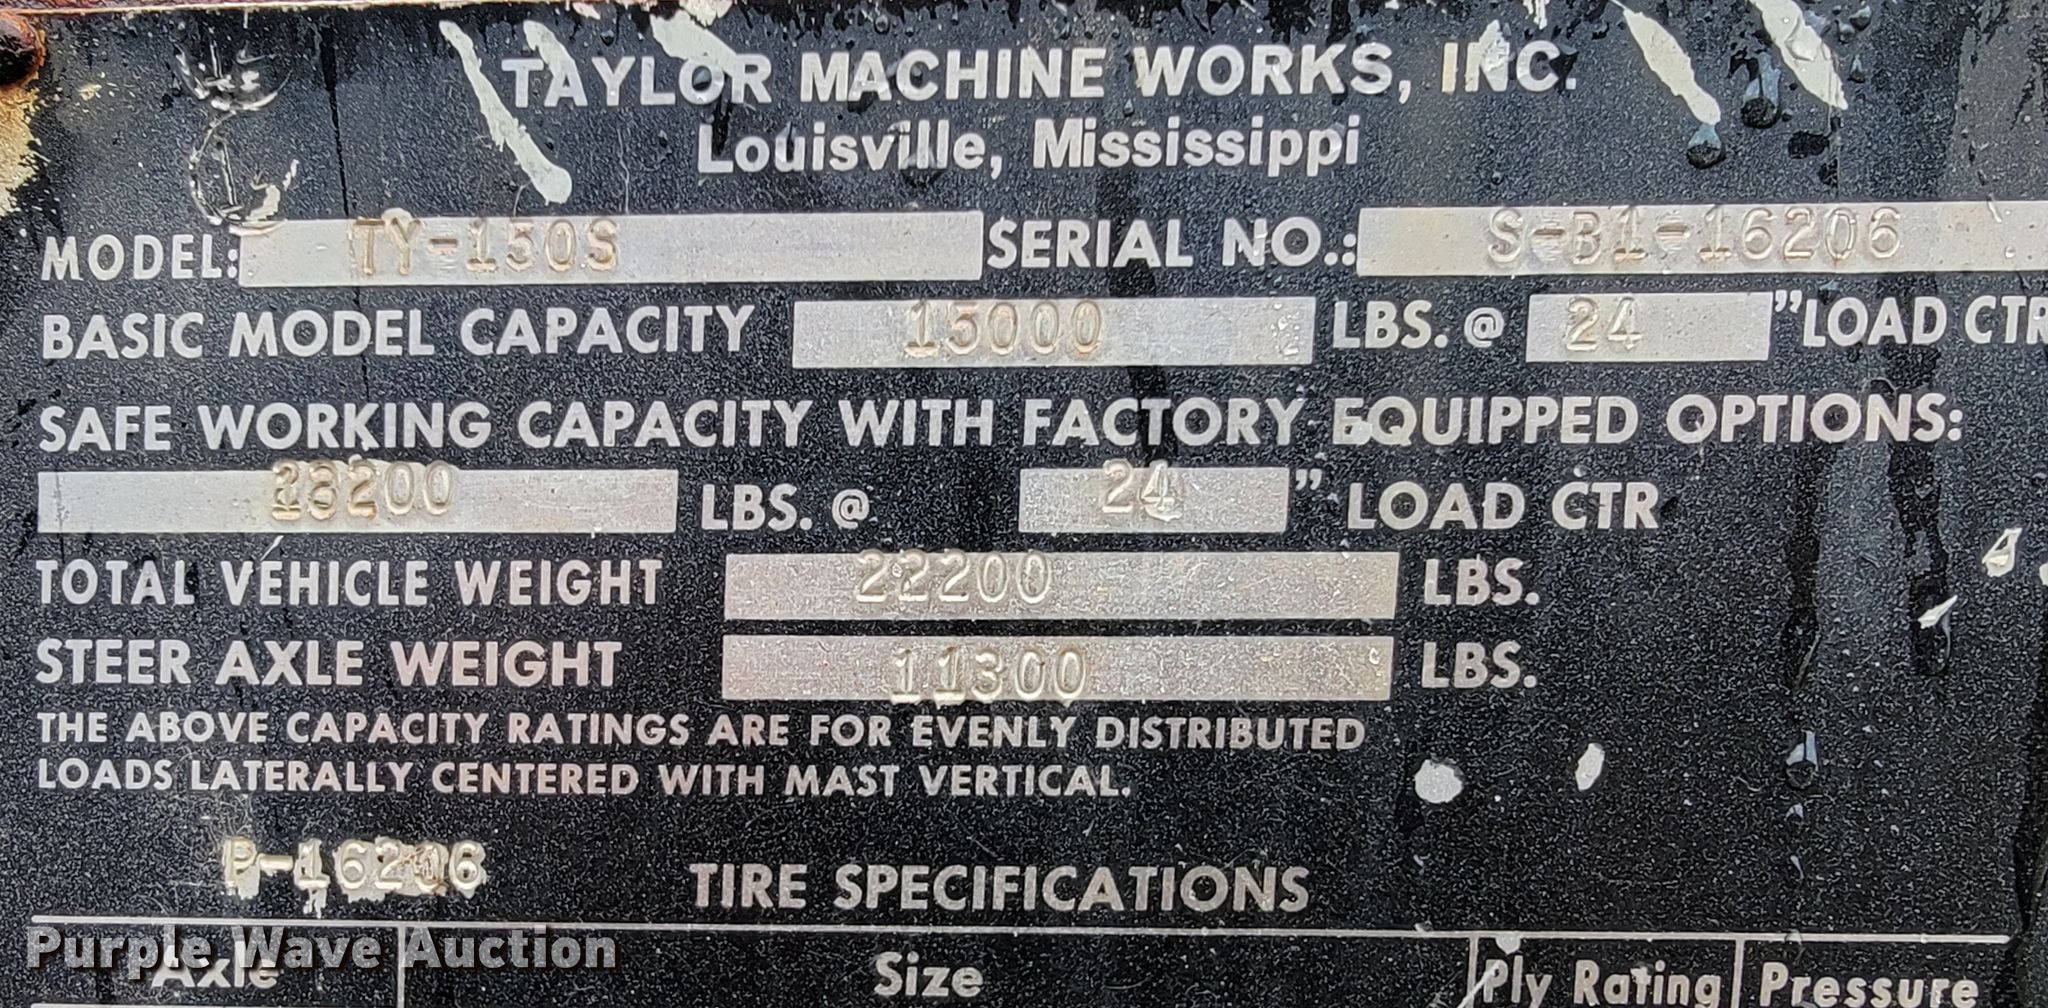 TAYLOR MACHINE WORKS, INC.
Louisville, Mississippi
MODEL: TY-150S SERIAL NO.: S-B1-16206
BASIC MODEL CAPACITY 15000 LBS. @ 24 "LOAD CTR
SAFE WORKING CAPACITY WITH FACTORY EQUIPPED OPTIONS:
LBS. @ 24 " LOAD CTR
TOTAL VEHICLE WEIGHT 22200 LBS.
STEER AXLE WEIGHT 11300 LBS.
THE ABOVE CAPACITY RATINGS ARE FOR EVENLY DISTRIBUTED
LOADS LATERALLY CENTERED WITH MAST VERTICAL.
P-16206
TIRE SPECIFICATIONS
Axle Size Ply Rating Pressure
Purple Wave Auction